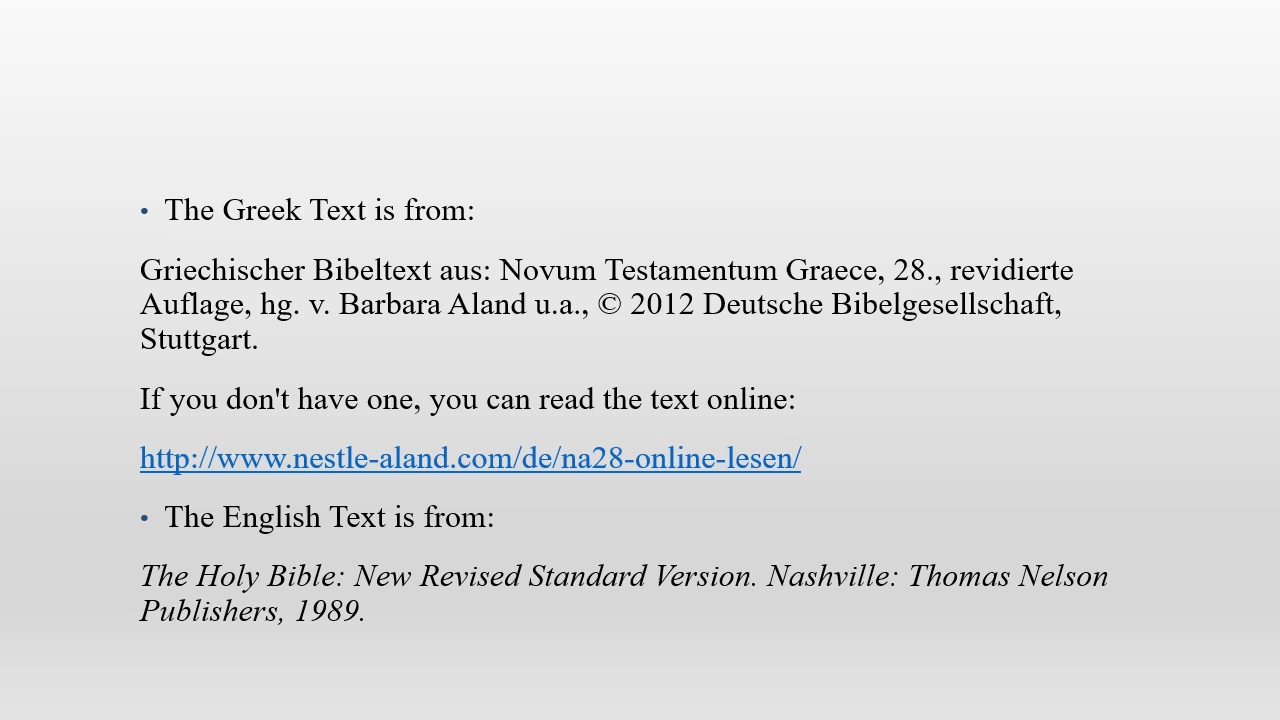 • The Greek Text is from:
Griechischer Bibeltext aus: Novum Testamentum Graece, 28., revidierte
Auflage, hg. v. Barbara Aland u.a., © 2012 Deutsche Bibelgesellschaft,
Stuttgart.
If you don't have one, you can read the text online:
http://www.nestle-aland.com/de/na28-online-lesen/
• The English Text is from:
The Holy Bible: New Revised Standard Version. Nashville: Thomas Nelson
Publishers, 1989.